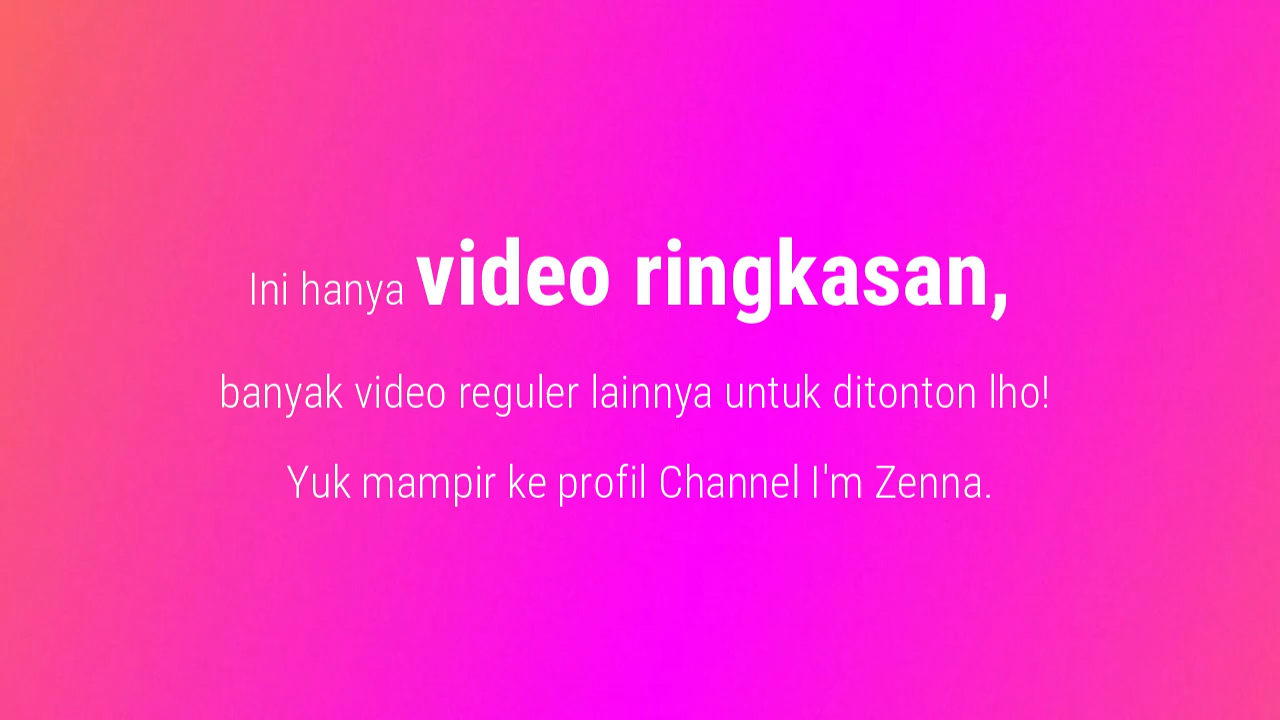 Ini hanya video ringkasan,
banyak video reguler lainnya untuk ditonton lho!
Yuk mampir ke profil Channel I'm Zenna.